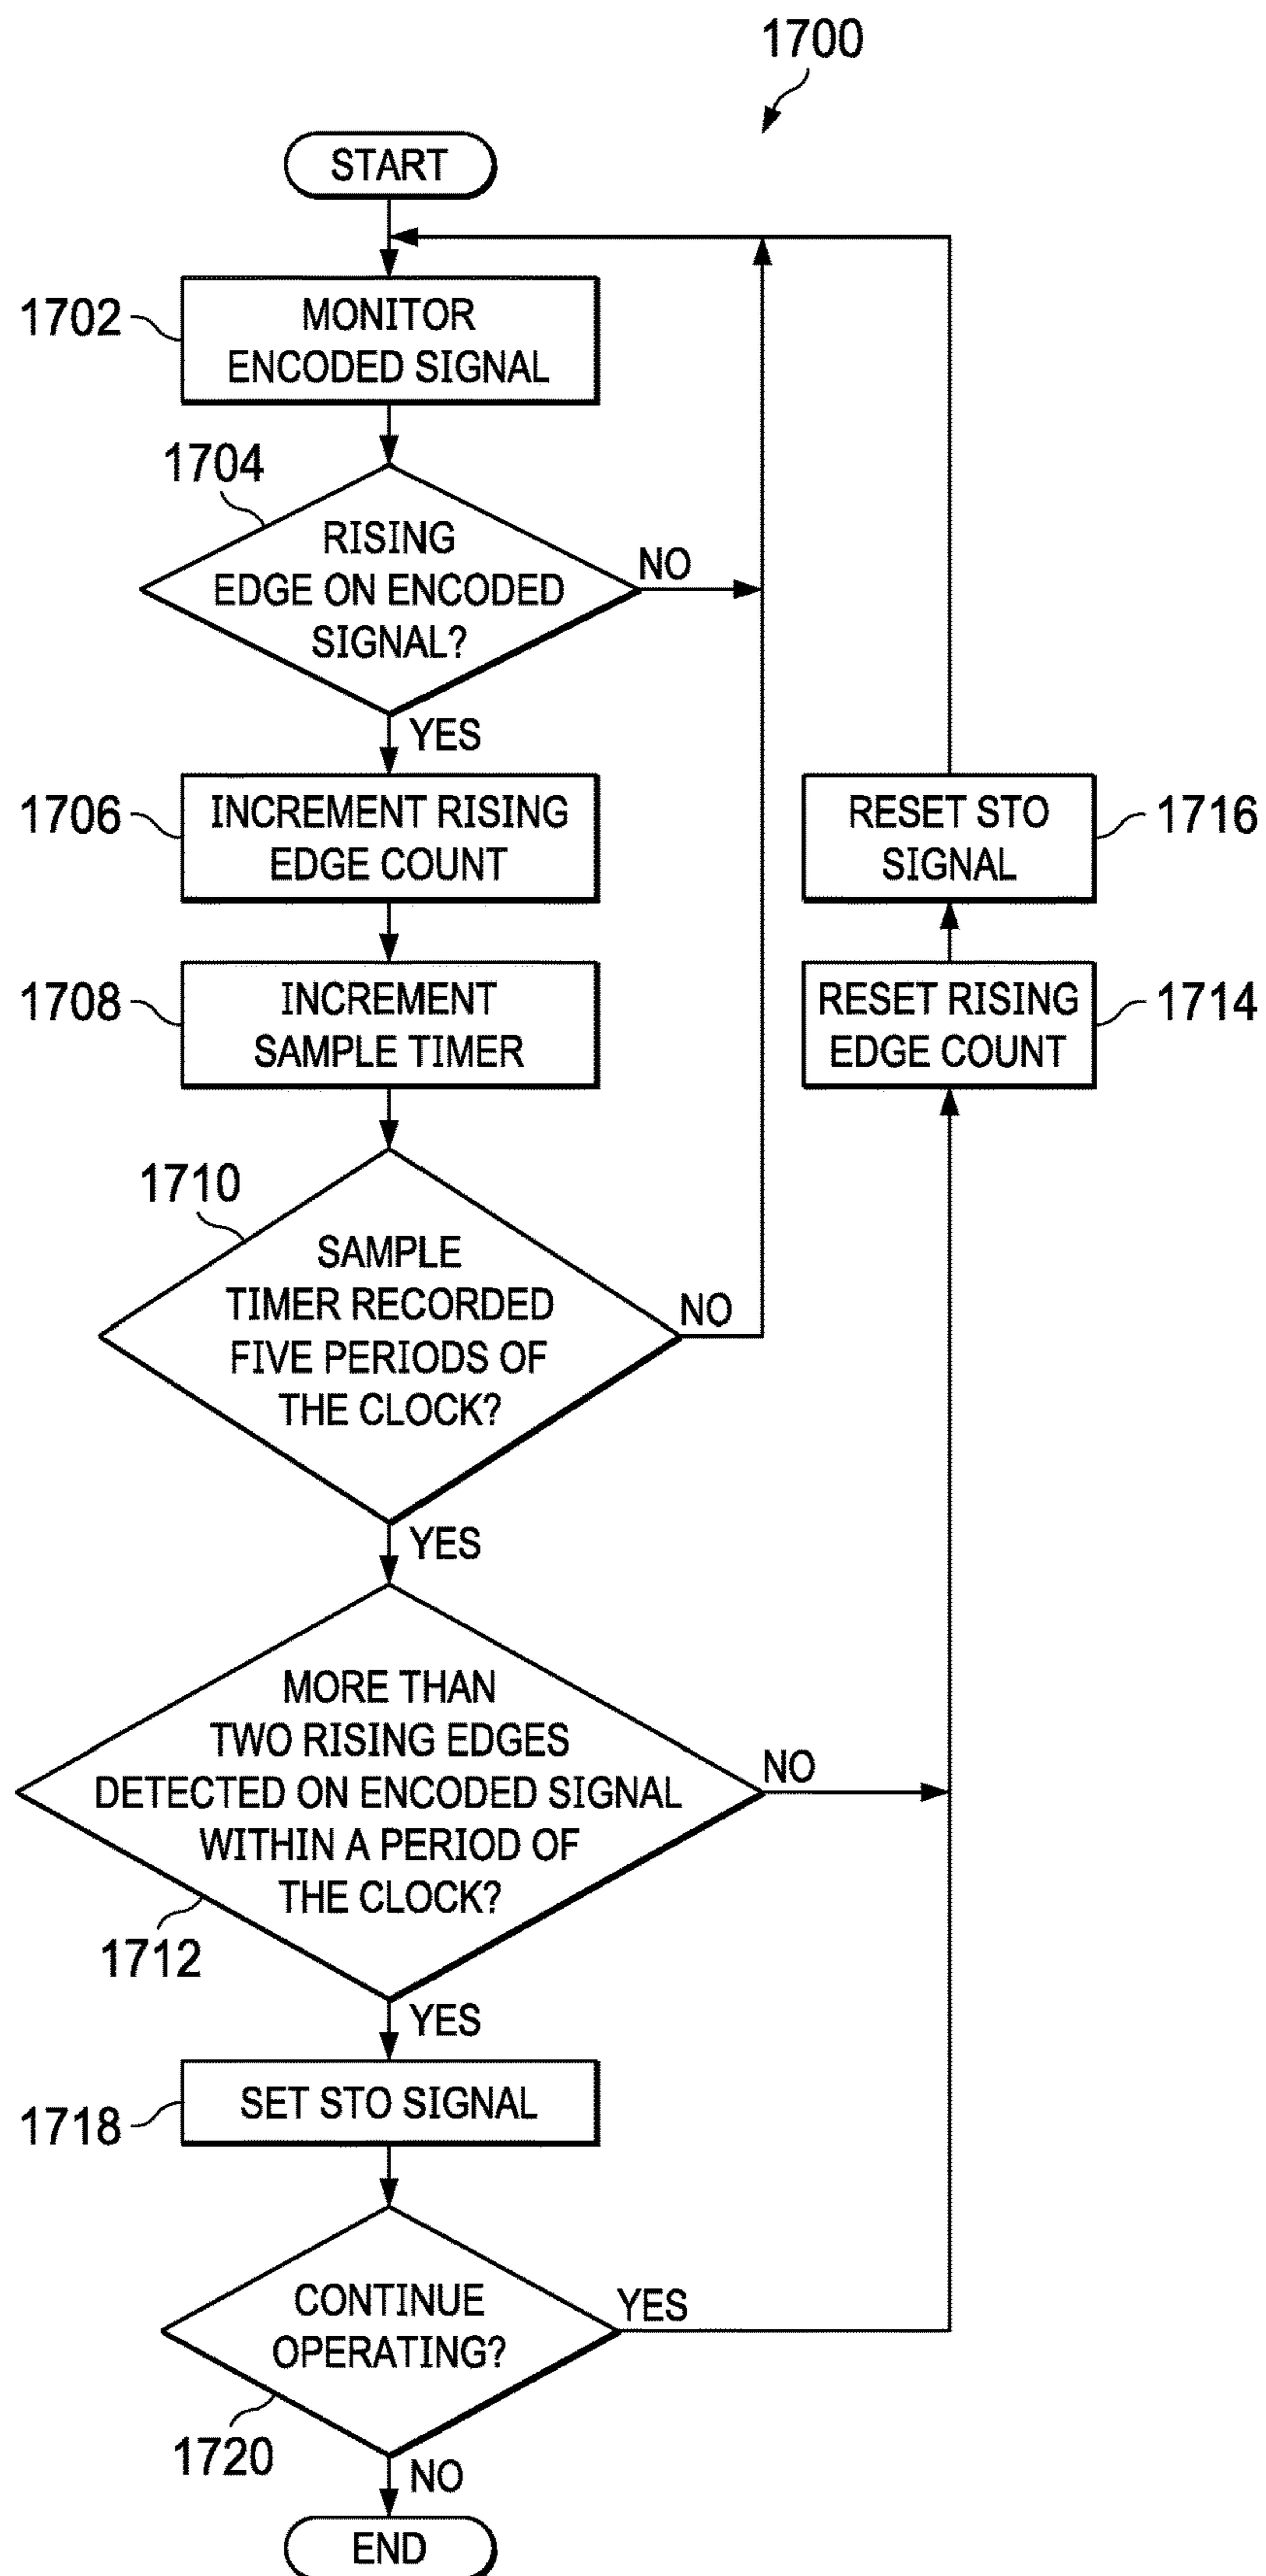 1700
START
1702
MONITOR
ENCODED SIGNAL
1704
RISING
EDGE ON ENCODED
SIGNAL?
NO
YES
1706
INCREMENT RISING
EDGE COUNT
RESET STO
SIGNAL
1716
1708
INCREMENT
SAMPLE TIMER
RESET RISING
EDGE COUNT
1714
1710
SAMPLE
TIMER RECORDED
FIVE PERIODS OF
THE CLOCK?
NO
YES
MORE THAN
TWO RISING EDGES
DETECTED ON ENCODED SIGNAL
WITHIN A PERIOD OF
THE CLOCK?
NO
1712
YES
1718
SET STO SIGNAL
CONTINUE
OPERATING?
YES
1720
NO
END